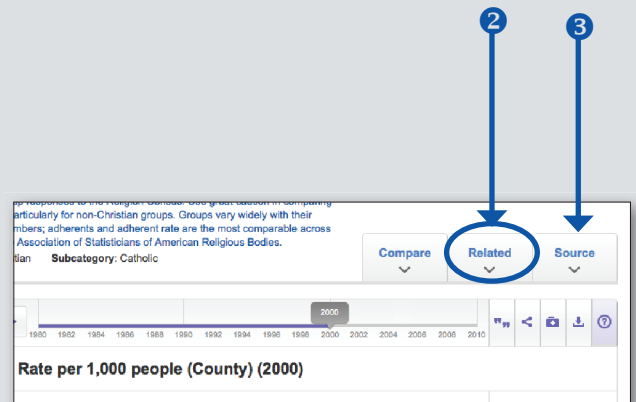 2
3
responses to the Religion Census. Use great caution in comparing
articularly for non-Christian groups. Groups vary widely with their
mbers; adherents and adherent rate are the most comparable across
Association of Statisticians of American Religious Bodies.
tian Subcategory: Catholic
Compare Related Source
2000
1980 1982 1984 1986 1988 1990 1992 1994 1996 1998 2000 2002 2004 2006 2008 2010
Rate per 1,000 people (County) (2000)